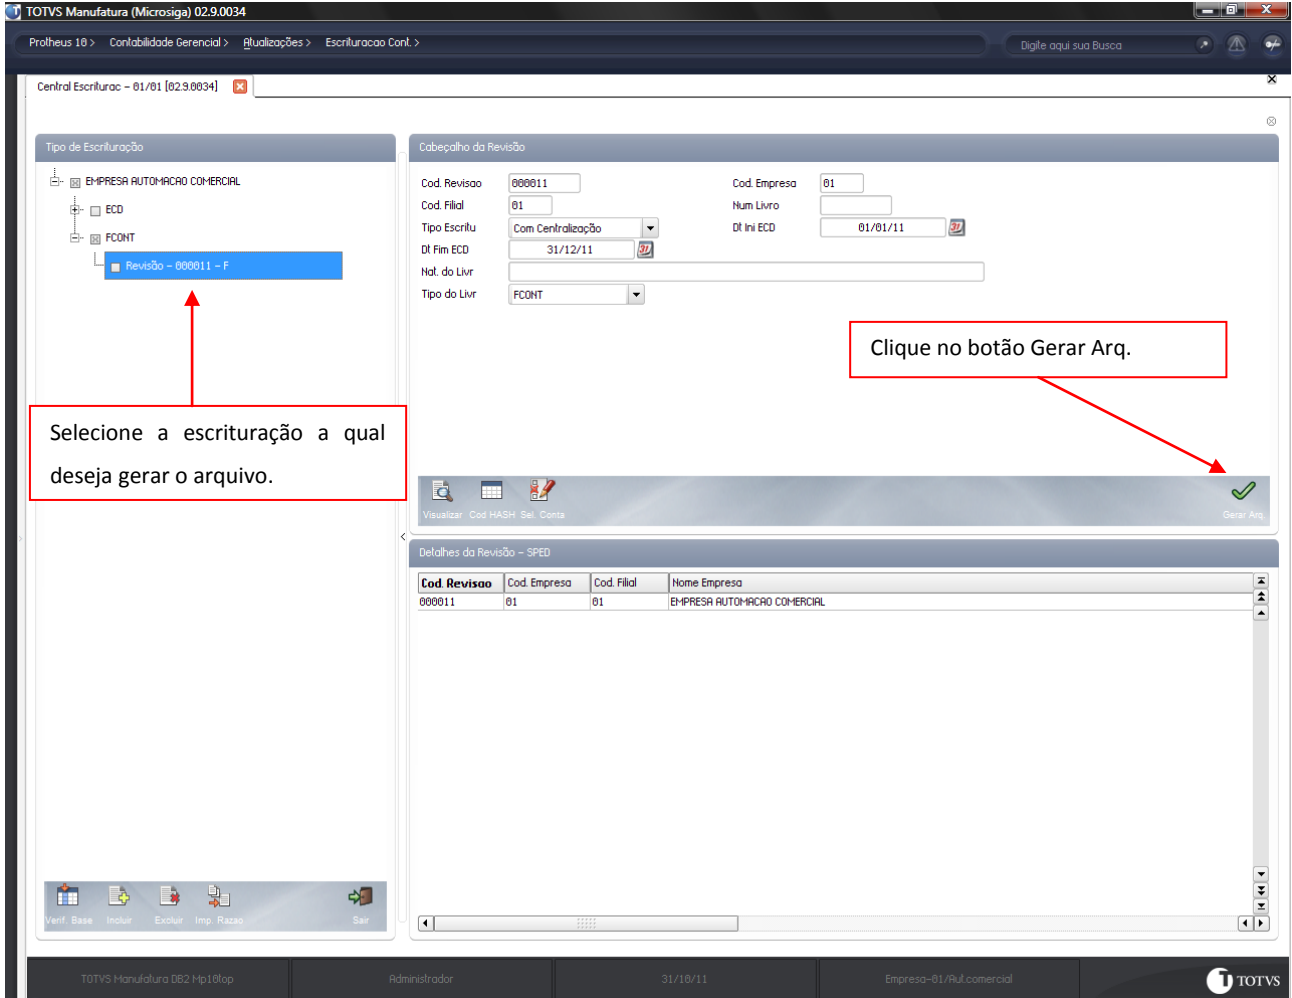 TOTVS Manufatura (Microsiga) 02.9.0034
Protheus 10 > Contabilidade Gerencial > Atualizações > Escrituracao Cont. >
Digite aqui sua Busca
Central Escriturac - 01/01 [02.9.0034]
Tipo de Escrituração
EMPRESA AUTOMACAO COMERCIAL
ECD
FCONT
Revisão - 000011 - F
Selecione a escrituração a qual
deseja gerar o arquivo.
Verif. Base Incluir Excluir Imp. Razao Sair
Cabeçalho da Revisão
Cod. Revisao 000011 Cod. Empresa 01
Cod. Filial 01 Num Livro
Tipo Escritu Com Centralização Dt Ini ECD 01/01/11
Dt Fim ECD 31/12/11
Nat. do Livr
Tipo do Livr FCONT
Clique no botão Gerar Arq.
Visualizar Cod HASH Sel. Conta Gerar Arq.
Detalhes da Revisão - SPED
Cod. Revisao Cod. Empresa Cod. Filial Nome Empresa
000011 01 01 EMPRESA AUTOMACAO COMERCIAL
TOTVS Manufatura DB2 Mp10top Administrador 31/10/11 Empresa-01/Aut.comercial TOTVS